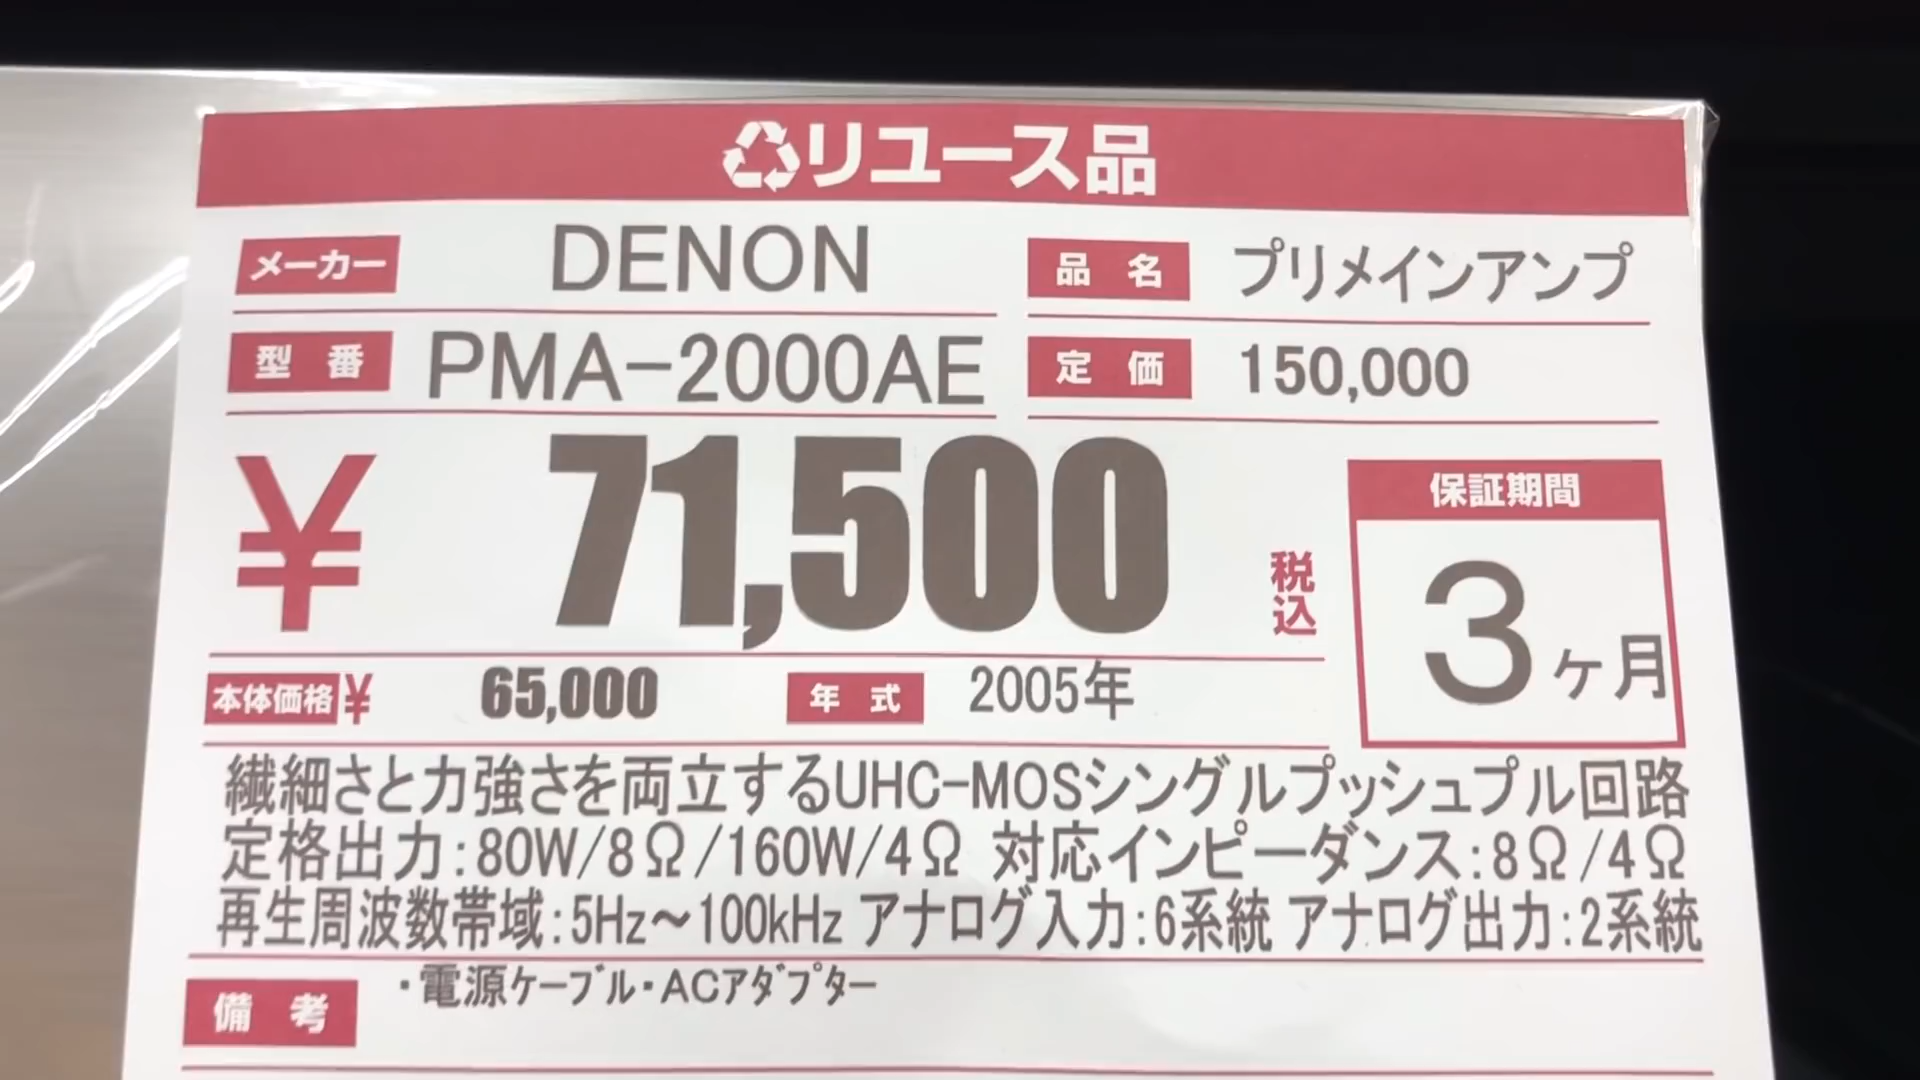 リユース品
メーカー DENON 品名 プリメインアンプ
型番 PMA-2000AE 定価 150,000
¥ 71,500 税込
保証期間
3ヶ月
本体価格¥ 65,000 年式 2005年
繊細さと力強さを両立するUHC-MOSシングルプッシュプル回路
定格出力:80W/8Ω/160W/4Ω 対応インピーダンス:8Ω/4Ω
再生周波数帯域:5Hz～100kHz アナログ入力:6系統 アナログ出力:2系統
備考 ・電源ケーブル・ACアダプター